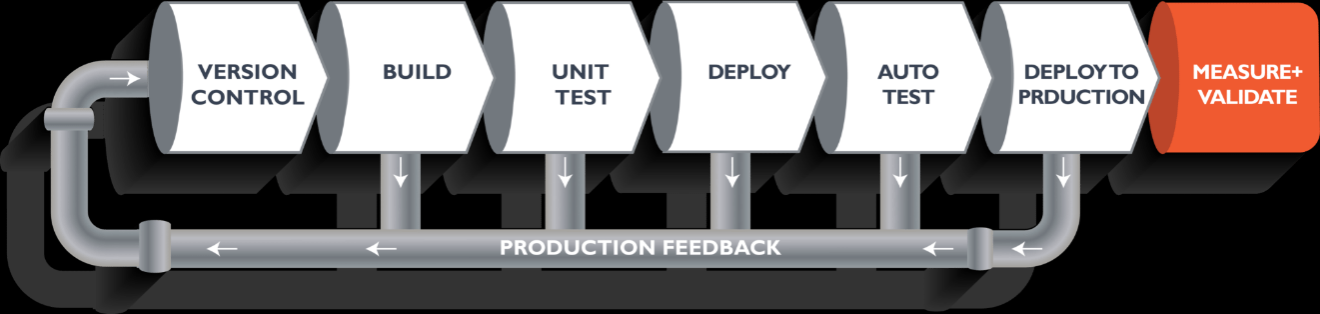 VERSION
CONTROL
BUILD
UNIT
TEST
DEPLOY
AUTO
TEST
DEPLOY TO
PRDUCTION
MEASURE+
VALIDATE
PRODUCTION FEEDBACK